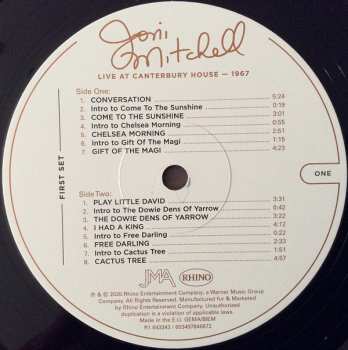 Joni Mitchell
LIVE AT CANTERBURY HOUSE — 1967
Side One:
1. CONVERSATION 5:24
2. Intro to Come To The Sunshine 0:19
3. COME TO THE SUNSHINE 3:01
4. Intro to Chelsea Morning 0:55
5. CHELSEA MORNING 2:51
6. Intro to Gift Of The Magi 1:15
7. GIFT OF THE MAGI 4:23
FIRST SET
ONE
Side Two:
1. PLAY LITTLE DAVID 3:31
2. Intro to The Dowie Dens Of Yarrow 0:42
3. THE DOWIE DENS OF YARROW 3:22
4. I HAD A KING 4:72
5. Intro to Free Darling 0:20
6. FREE DARLING 2:33
7. Intro to Cactus Tree 1:51
8. CACTUS TREE 4:57
JMA RHINO
℗ & © 2020 Rhino Entertainment Company, a Warner Music Group
Company. All Rights Reserved. Manufactured for & Marketed
by Rhino Entertainment Company. Unauthorized
duplication is a violation of applicable laws.
Made in the E.U. GEMA/BIEM
R1 643343 / 603497846672